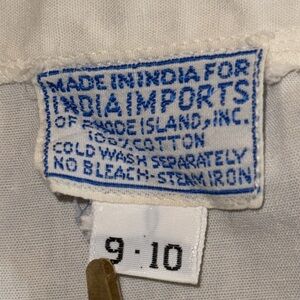 MADE IN INDIA FOR
INDIA IMPORTS
OF RHODE ISLAND, INC.
100% COTTON
COLD WASH SEPARATELY
NO BLEACH-STEAM IRON
9·10